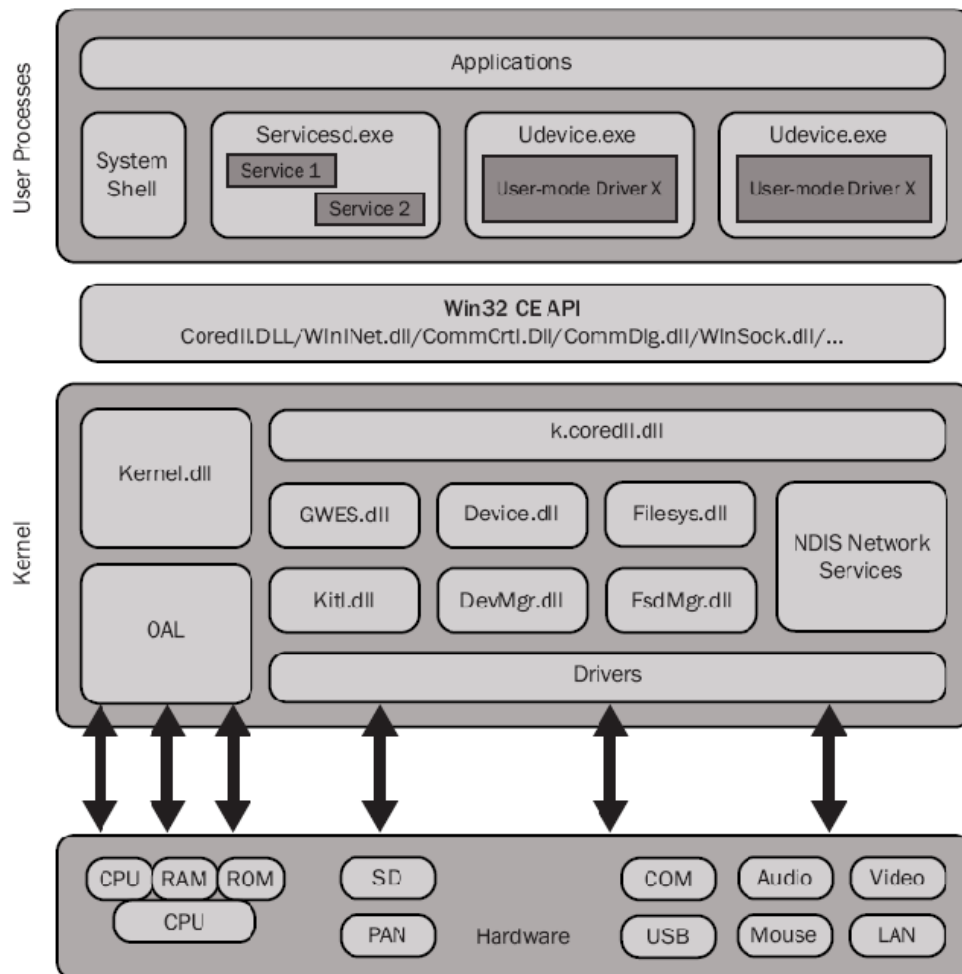 User Processes
Applications
System
Shell
Servicesd.exe
Service 1
Service 2
Udevice.exe
User-mode Driver X
Udevice.exe
User-mode Driver X
Win32 CE API
Coredll.DLL/WinINet.dll/CommCrtl.Dll/CommDlg.dll/WinSock.dll/...
Kernel
Kernel.dll
OAL
k.coredll.dll
GWES.dll
Device.dll
Filesys.dll
NDIS Network
Services
Kitl.dll
DevMgr.dll
FsdMgr.dll
Drivers
CPU
RAM
ROM
CPU
SD
PAN
Hardware
COM
Audio
Video
USB
Mouse
LAN